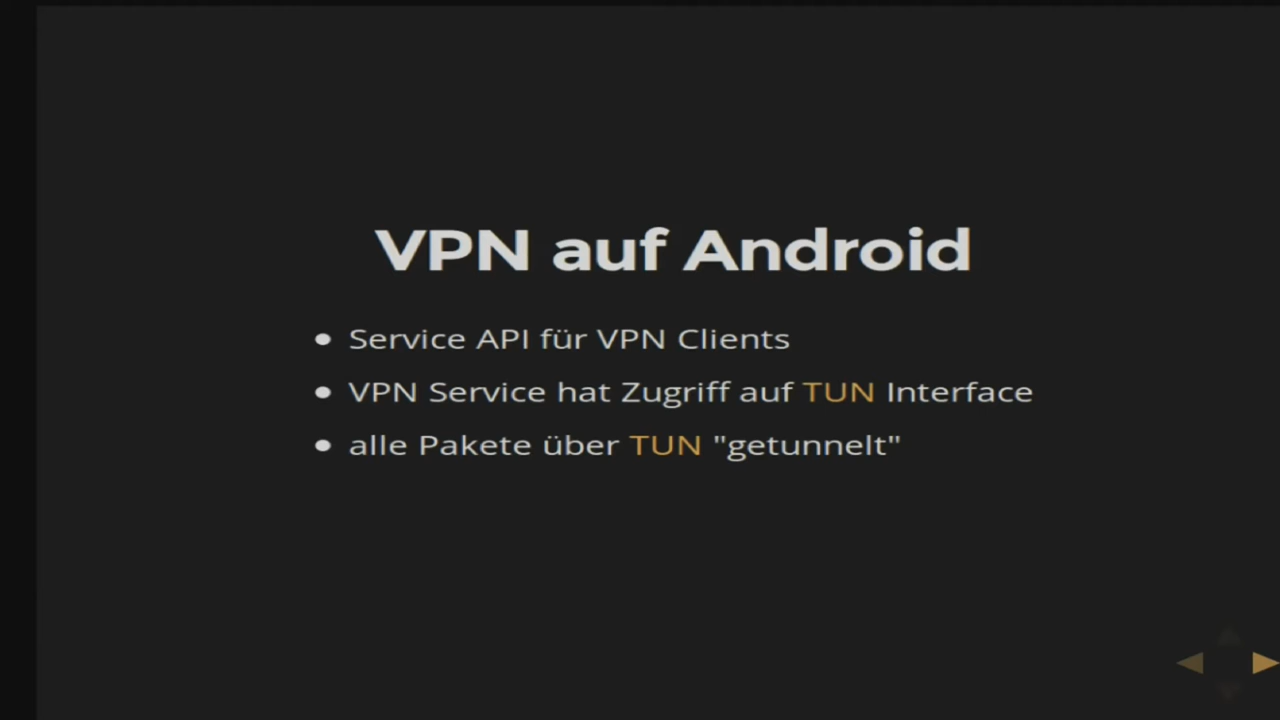 VPN auf Android
Service API für VPN Clients
VPN Service hat Zugriff auf TUN Interface
alle Pakete über TUN "getunnelt"